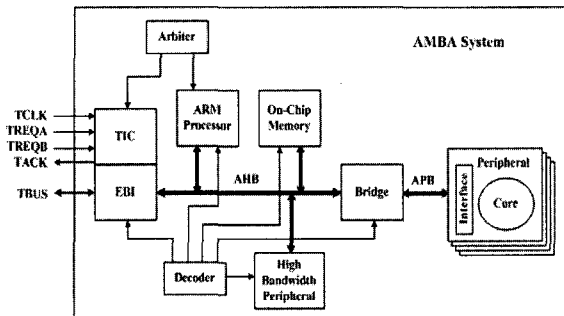 Arbiter
AMBA System
TCLK
TREQA
TREQB
TACK
TBUS
TIC
EBI
ARM
Processor
On-Chip
Memory
AHB
Bridge
APB
Peripheral
Interface
Core
Decoder
High
Bandwidth
Peripheral